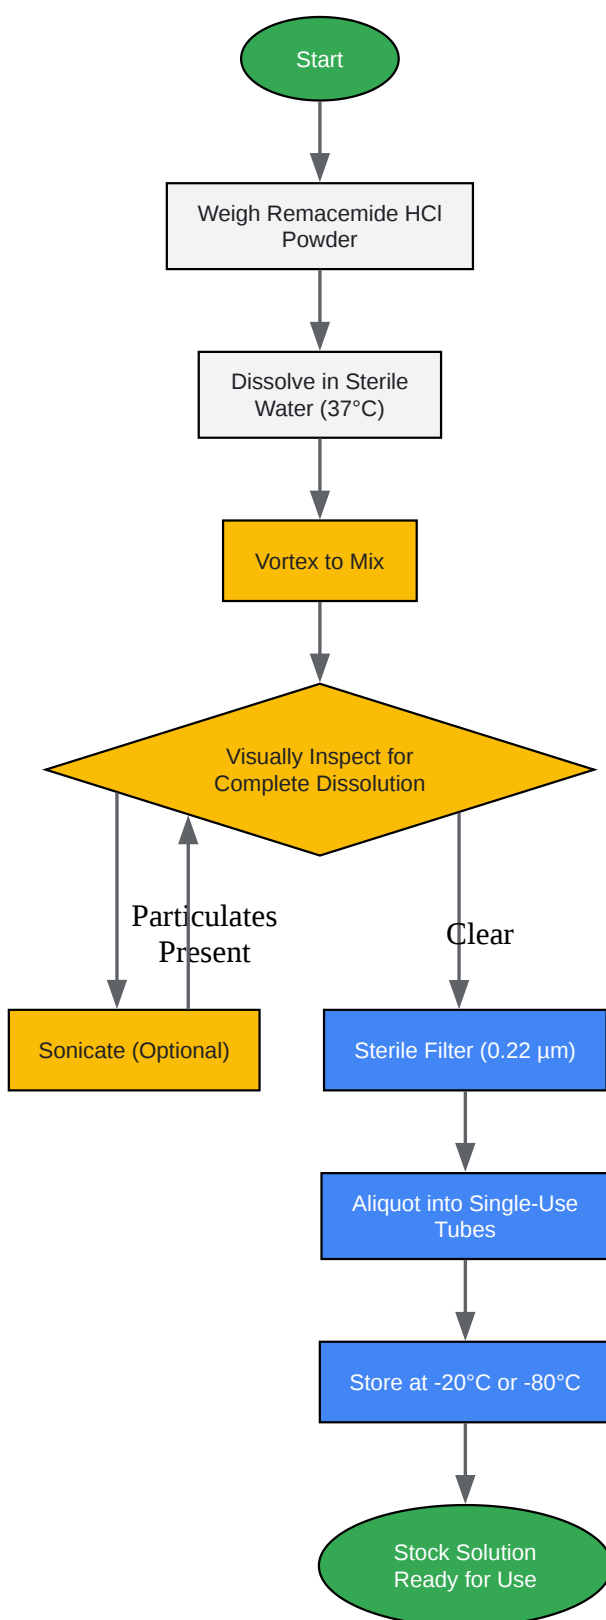 Start
Weigh Remacemide HCl
Powder
Dissolve in Sterile
Water (37°C)
Vortex to Mix
Visually Inspect for
Complete Dissolution
Particulates
Present
Clear
Sonicate (Optional)
Sterile Filter (0.22 µm)
Aliquot into Single-Use
Tubes
Store at -20°C or -80°C
Stock Solution
Ready for Use